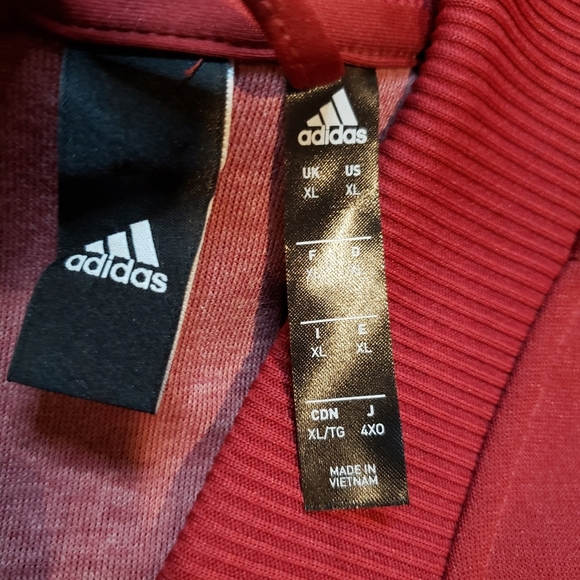 adidas
adidas
UK US
XL XL
F D
I E
XL XL
CDN J
XL/TG 4XO
MADE IN
VIETNAM